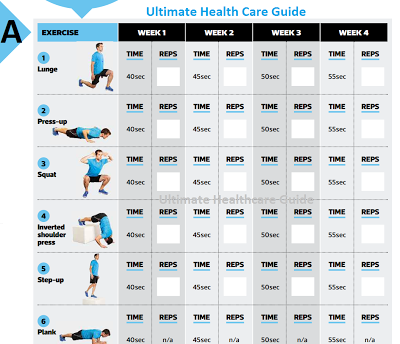 Ultimate Health Care Guide
A
EXERCISE WEEK 1 WEEK 2 WEEK 3 WEEK 4
1 TIME REPS TIME REPS TIME REPS TIME REPS
Lunge
40sec 45sec 50sec 55sec
2 TIME REPS TIME REPS TIME REPS TIME REPS
Press-up
40sec 45sec 50sec 55sec
3 TIME REPS TIME REPS TIME REPS TIME REPS
Squat
40sec 45sec 50sec 55sec
Ultimate Healthcare Guide
4 TIME REPS TIME REPS TIME REPS TIME REPS
Inverted
shoulder
press
40sec 45sec 50sec 55sec
5 TIME REPS TIME REPS TIME REPS TIME REPS
Step-up
40sec 45sec 50sec 55sec
6 TIME REPS TIME REPS TIME REPS TIME REPS
Plank
40sec n/a 45sec n/a 50sec n/a 55sec n/a